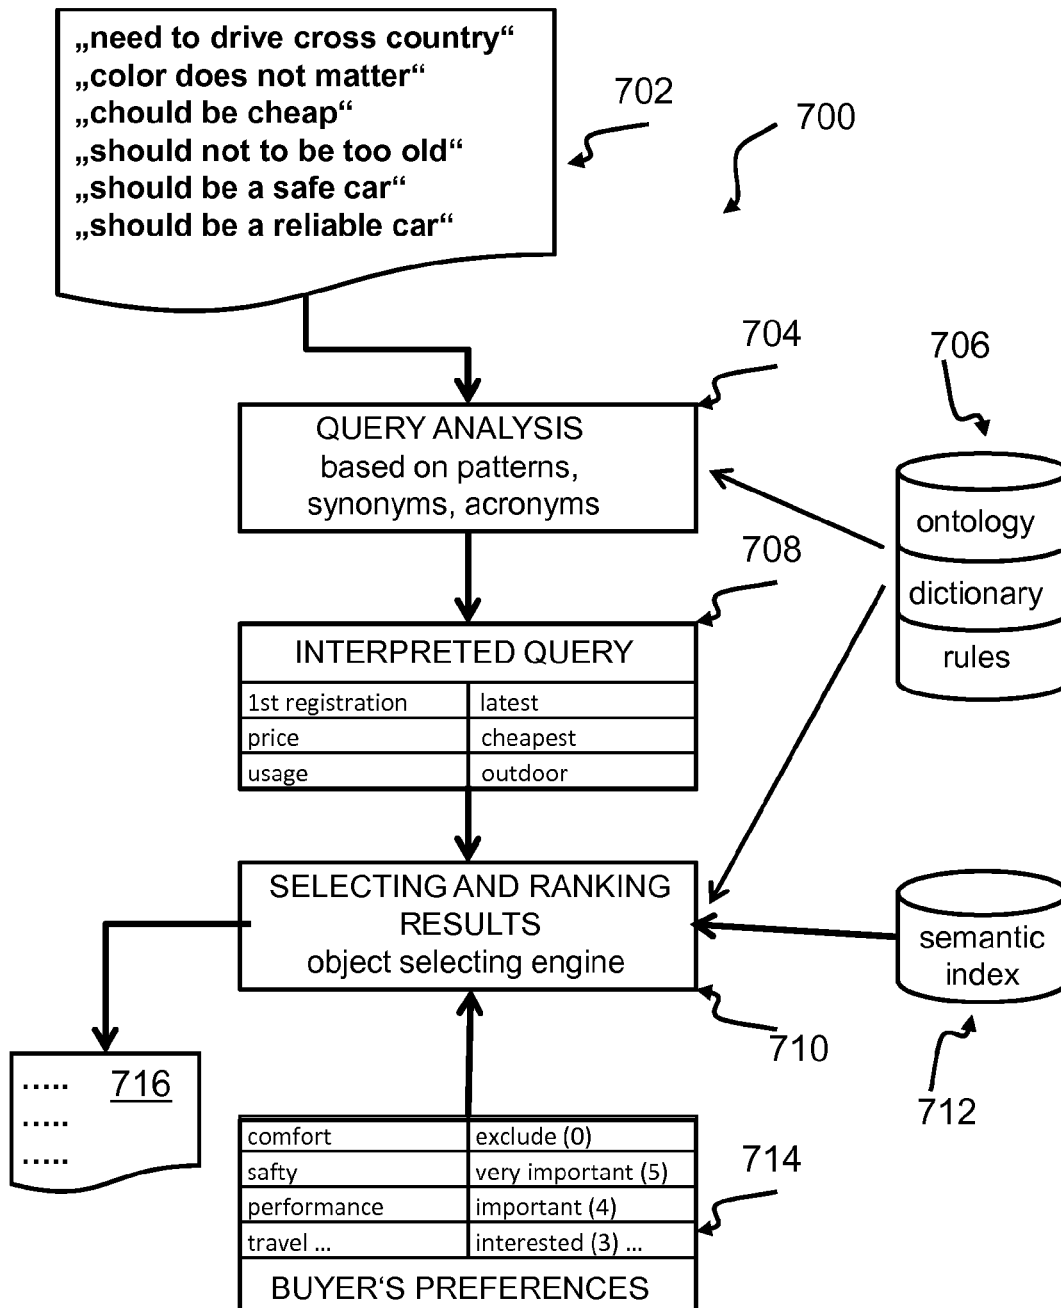 „need to drive cross country“
„color does not matter“
„chould be cheap“
„should not to be too old“
„should be a safe car“
„should be a reliable car“
702
700
704
706
QUERY ANALYSIS
based on patterns,
synonyms, acronyms
ontology
dictionary
rules
708
INTERPRETED QUERY
1st registration latest
price cheapest
usage outdoor
SELECTING AND RANKING
RESULTS
object selecting engine
semantic
index
710
712
..... 716
.....
.....
comfort exclude (0)
safty very important (5)
performance important (4)
travel ... interested (3) ...
714
BUYER‘S PREFERENCES